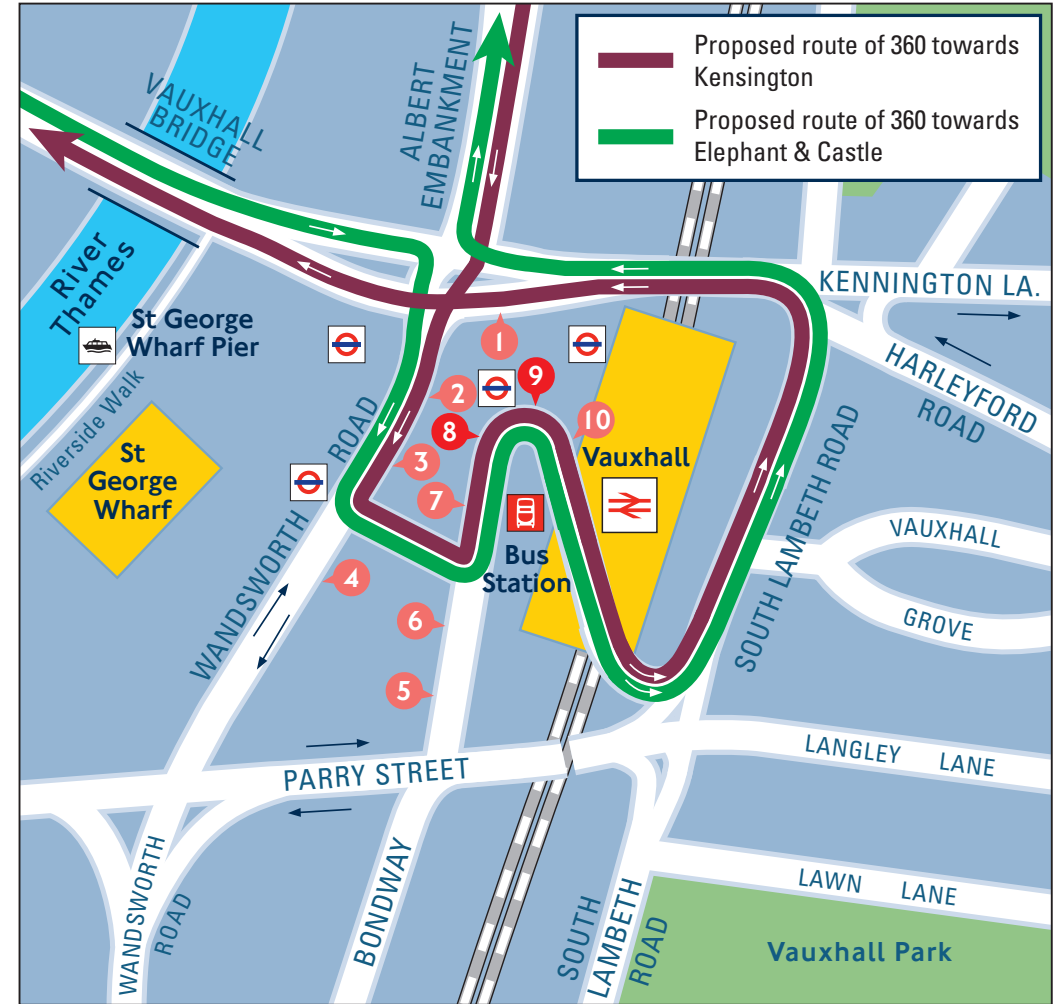 Proposed route of 360 towards
Kensington
Proposed route of 360 towards
Elephant & Castle
VAUXHALL
BRIDGE
ALBERT
EMBANKMENT
River
Thames
St George
Wharf Pier
Riverside Walk
St
George
Wharf
KENNINGTON LA.
HARLEYFORD
ROAD
1
2
3
4
5
6
7
8
9
10
Vauxhall
Bus
Station
WANDSWORTH ROAD
SOUTH LAMBETH ROAD
VAUXHALL
GROVE
PARRY STREET
LANGLEY LANE
LAWN LANE
WANDSWORTH
ROAD
BONDWAY
SOUTH
LAMBETH
ROAD
Vauxhall Park